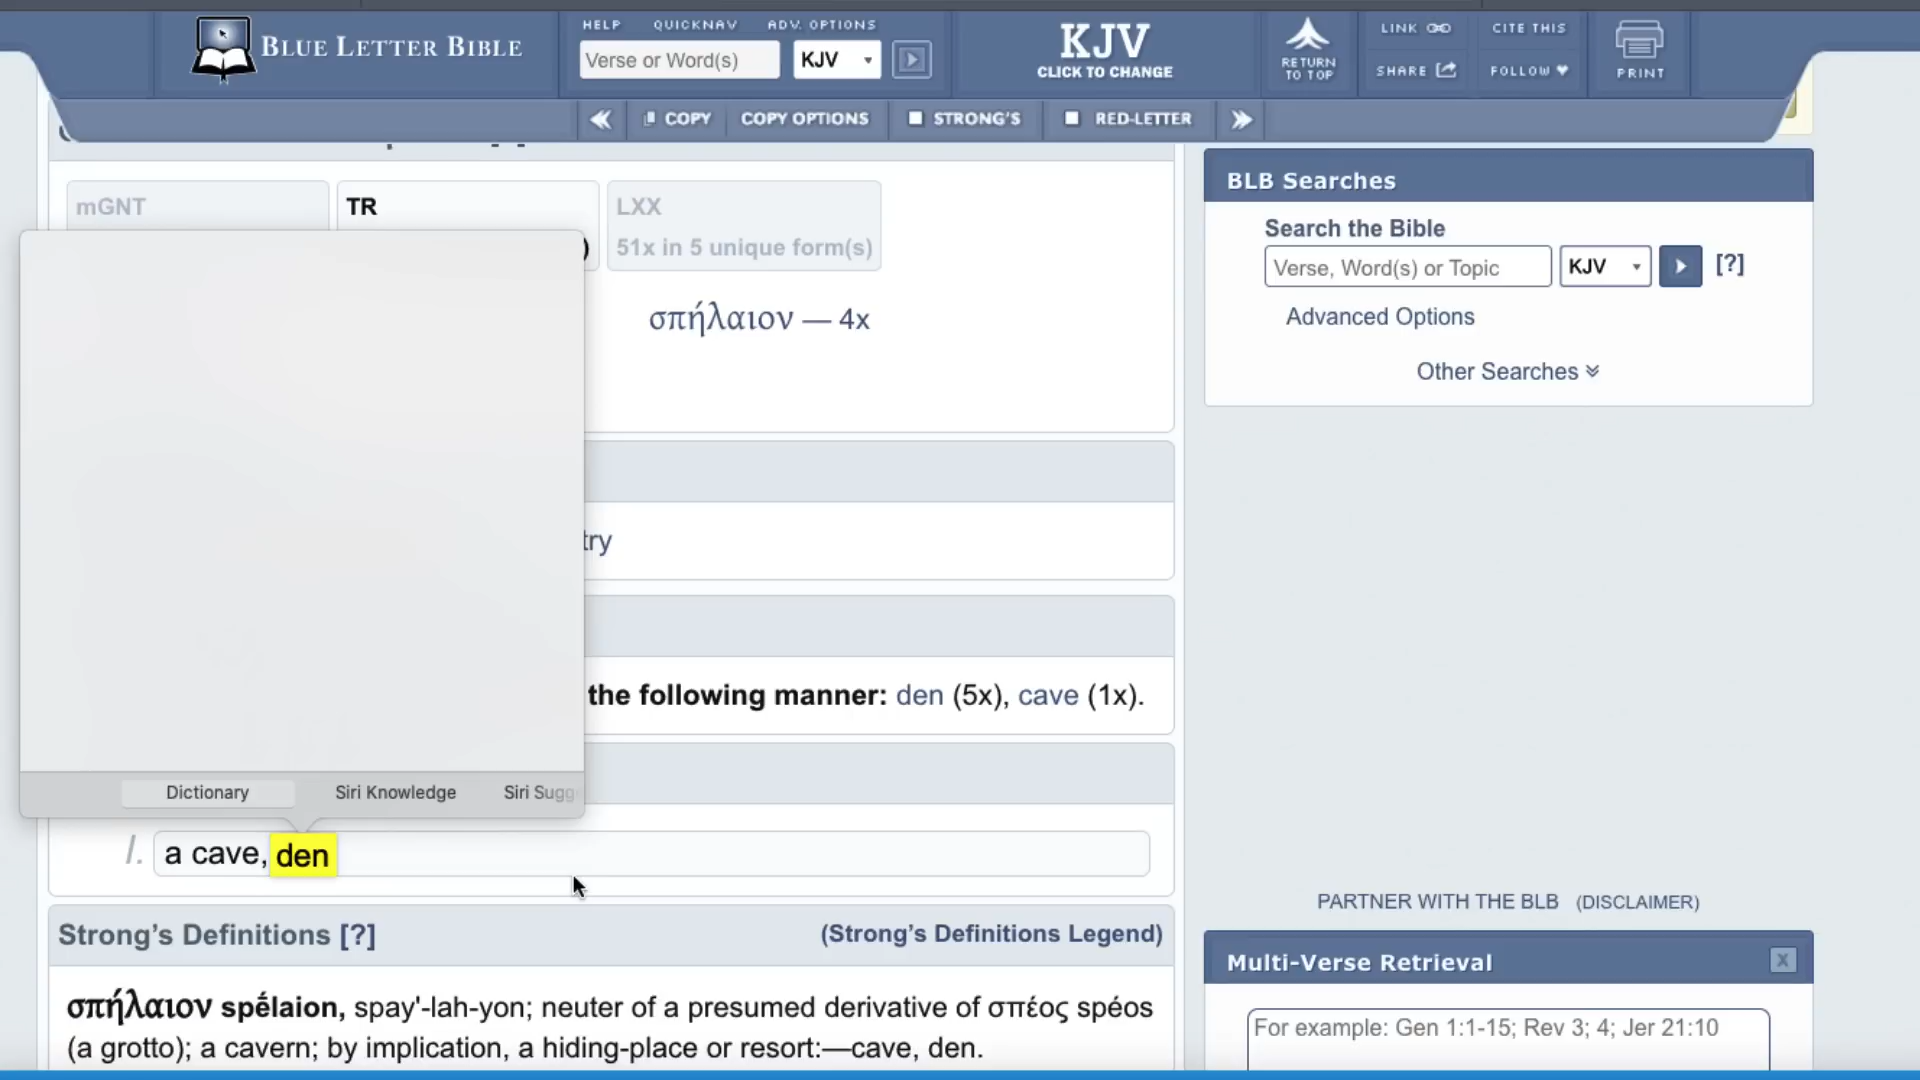 BLUE LETTER BIBLE
HELP QUICKNAV ADV. OPTIONS
Verse or Word(s)
KJV
KJV
CLICK TO CHANGE
RETURN
TO TOP
LINK
SHARE
CITE THIS
FOLLOW
PRINT
COPY
COPY OPTIONS
STRONG'S
RED-LETTER
mGNT
TR
LXX
)
51x in 5 unique form(s)
σπήλαιον — 4x
try
the following manner: den (5x), cave (1x).
Dictionary
Siri Knowledge
Siri Sugge
I. a cave, den
Strong’s Definitions [?]
(Strong’s Definitions Legend)
σπήλαιον spḗlaion, spay'-lah-yon; neuter of a presumed derivative of σπέος spéos
(a grotto); a cavern; by implication, a hiding-place or resort:—cave, den.
BLB Searches
Search the Bible
Verse, Word(s) or Topic
KJV
[?]
Advanced Options
Other Searches
PARTNER WITH THE BLB (DISCLAIMER)
Multi-Verse Retrieval
X
For example: Gen 1:1-15; Rev 3; 4; Jer 21:10